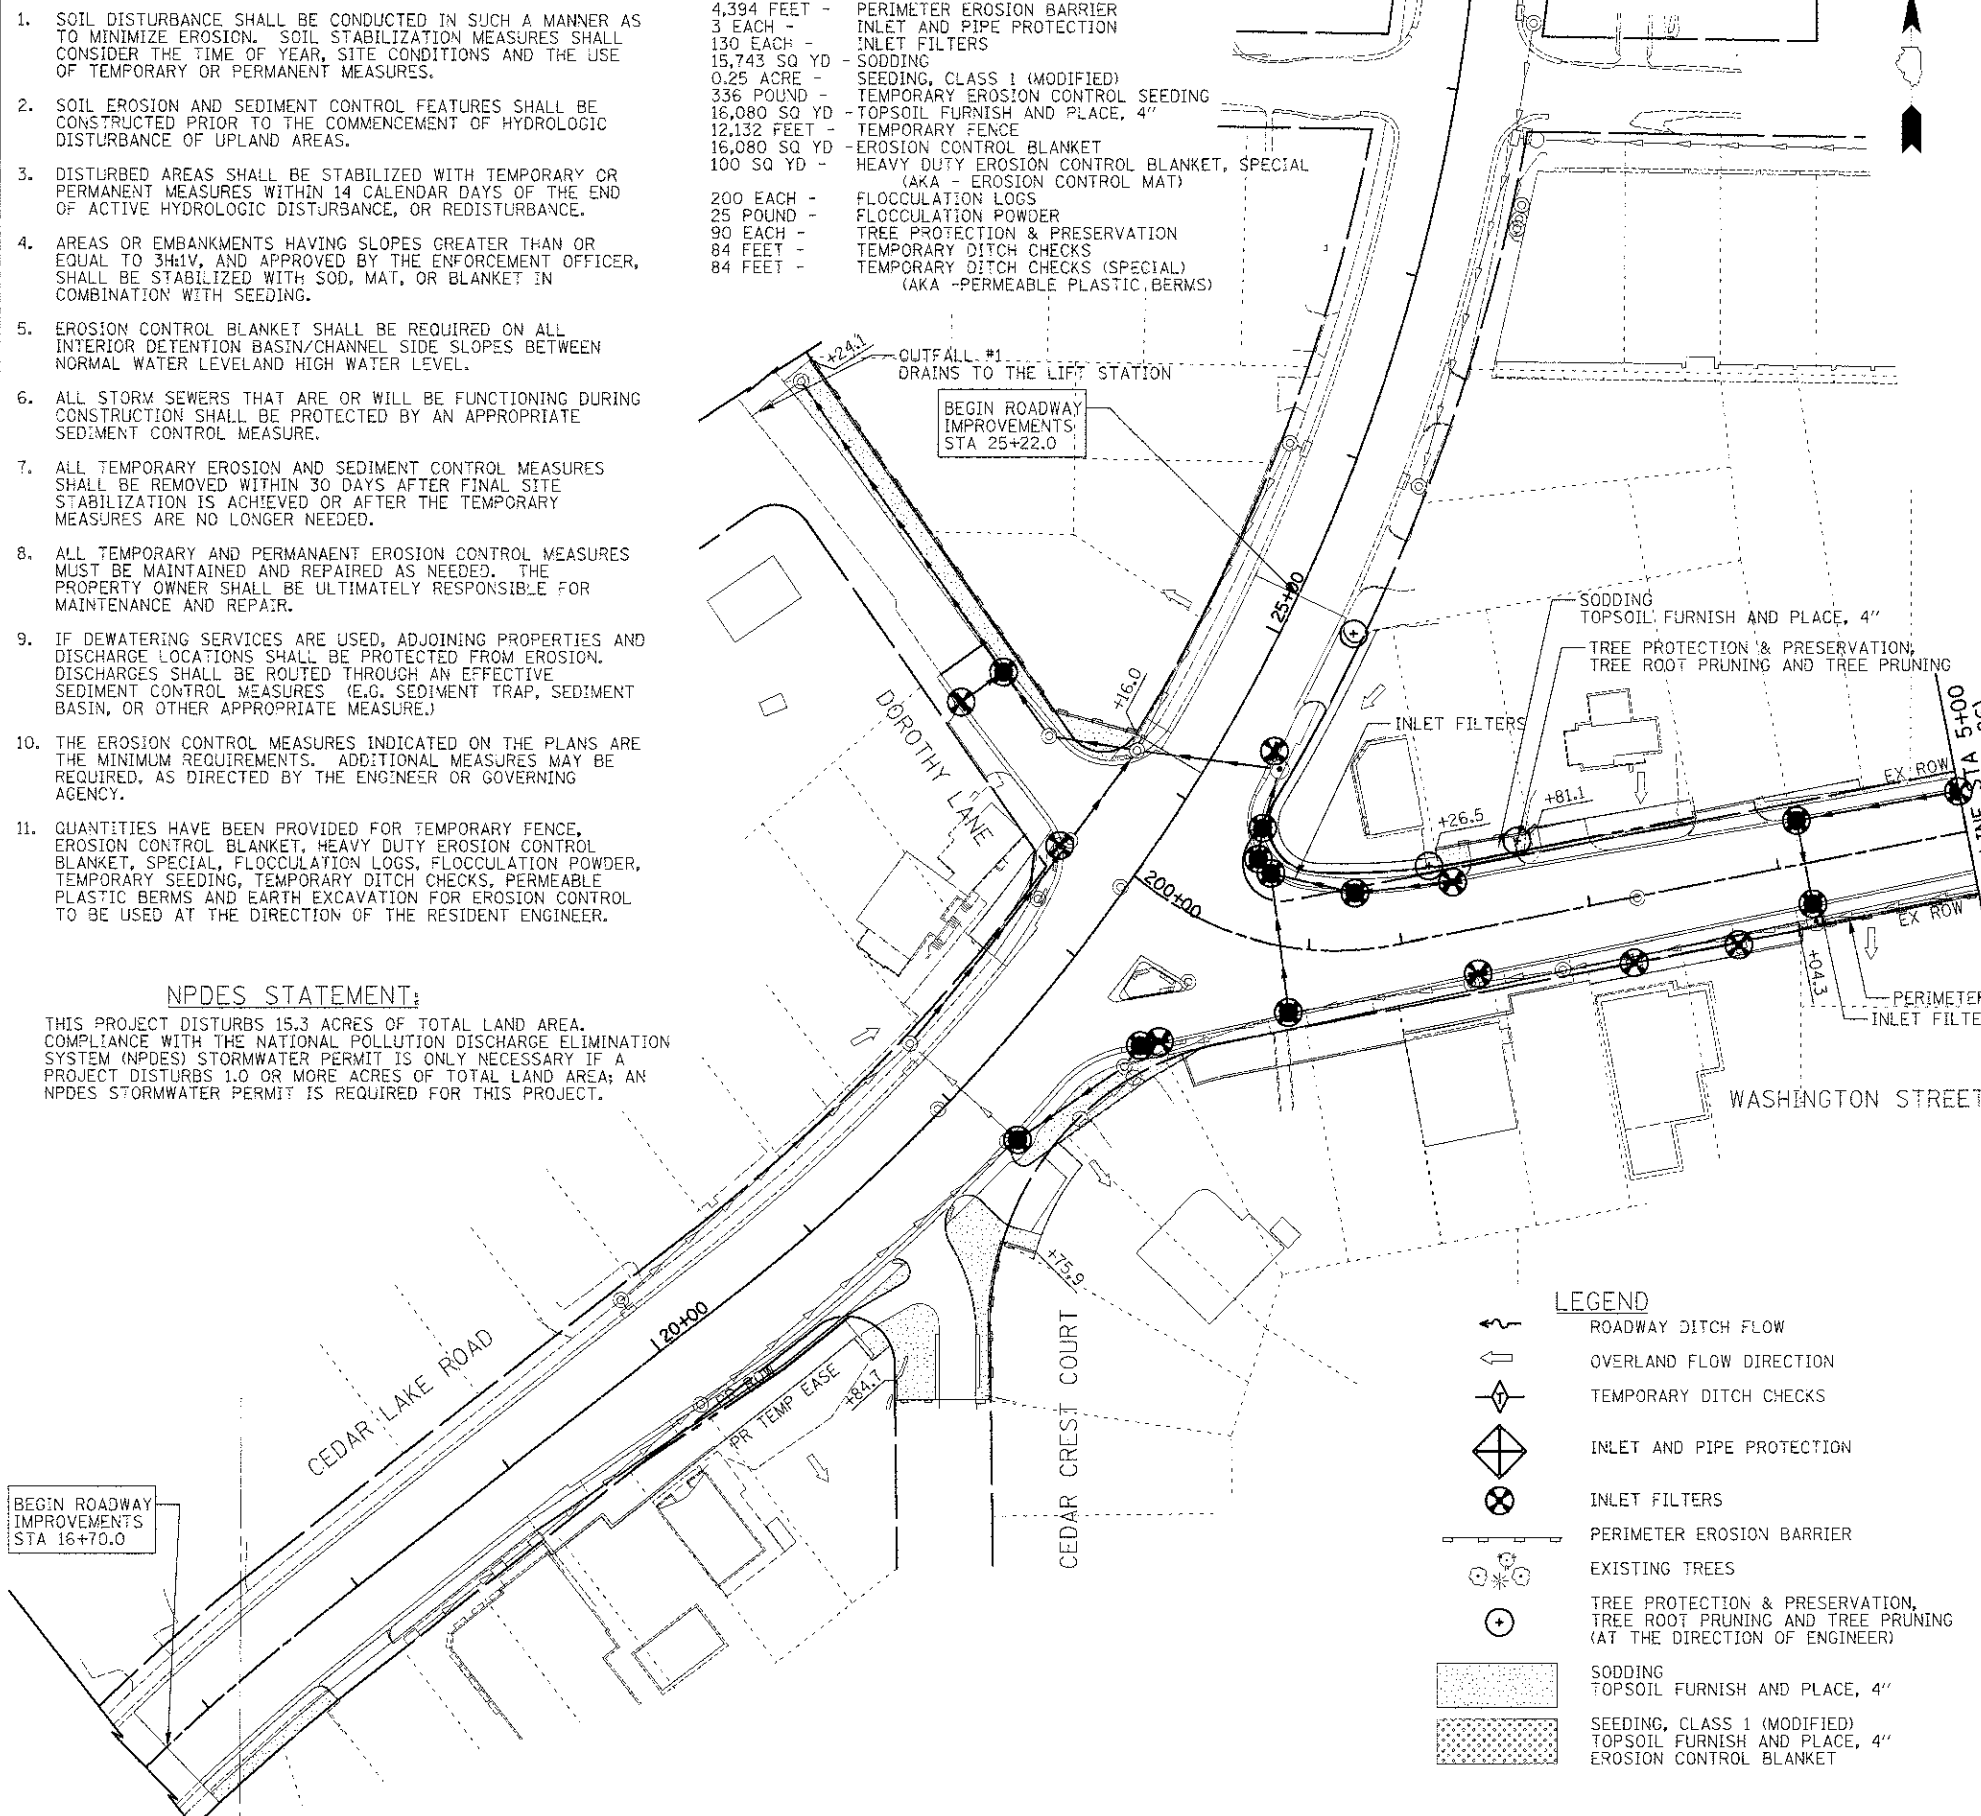 1. SOIL DISTURBANCE SHALL BE CONDUCTED IN SUCH A MANNER AS
TO MINIMIZE EROSION. SOIL STABILIZATION MEASURES SHALL
CONSIDER THE TIME OF YEAR, SITE CONDITIONS AND THE USE
OF TEMPORARY OR PERMANENT MEASURES.
2. SOIL EROSION AND SEDIMENT CONTROL FEATURES SHALL BE
CONSTRUCTED PRIOR TO THE COMMENCEMENT OF HYDROLOGIC
DISTURBANCE OF UPLAND AREAS.
3. DISTURBED AREAS SHALL BE STABILIZED WITH TEMPORARY OR
PERMANENT MEASURES WITHIN 14 CALENDAR DAYS OF THE END
OF ACTIVE HYDROLOGIC DISTURBANCE, OR REDISTURBANCE.
4. AREAS OR EMBANKMENTS HAVING SLOPES GREATER THAN OR
EQUAL TO 3H:1V, AND APPROVED BY THE ENFORCEMENT OFFICER,
SHALL BE STABILIZED WITH SOD, MAT, OR BLANKET IN
COMBINATION WITH SEEDING.
5. EROSION CONTROL BLANKET SHALL BE REQUIRED ON ALL
INTERIOR DETENTION BASIN/CHANNEL SIDE SLOPES BETWEEN
NORMAL WATER LEVELAND HIGH WATER LEVEL.
6. ALL STORM SEWERS THAT ARE OR WILL BE FUNCTIONING DURING
CONSTRUCTION SHALL BE PROTECTED BY AN APPROPRIATE
SEDIMENT CONTROL MEASURE.
7. ALL TEMPORARY EROSION AND SEDIMENT CONTROL MEASURES
SHALL BE REMOVED WITHIN 30 DAYS AFTER FINAL SITE
STABILIZATION IS ACHIEVED OR AFTER THE TEMPORARY
MEASURES ARE NO LONGER NEEDED.
8. ALL TEMPORARY AND PERMANAENT EROSION CONTROL MEASURES
MUST BE MAINTAINED AND REPAIRED AS NEEDED. THE
PROPERTY OWNER SHALL BE ULTIMATELY RESPONSIBLE FOR
MAINTENANCE AND REPAIR.
9. IF DEWATERING SERVICES ARE USED, ADJOINING PROPERTIES AND
DISCHARGE LOCATIONS SHALL BE PROTECTED FROM EROSION.
DISCHARGES SHALL BE ROUTED THROUGH AN EFFECTIVE
SEDIMENT CONTROL MEASURES (E.G. SEDIMENT TRAP, SEDIMENT
BASIN, OR OTHER APPROPRIATE MEASURE.)
10. THE EROSION CONTROL MEASURES INDICATED ON THE PLANS ARE
THE MINIMUM REQUIREMENTS. ADDITIONAL MEASURES MAY BE
REQUIRED, AS DIRECTED BY THE ENGINEER OR GOVERNING
AGENCY.
11. QUANTITIES HAVE BEEN PROVIDED FOR TEMPORARY FENCE,
EROSION CONTROL BLANKET, HEAVY DUTY EROSION CONTROL
BLANKET, SPECIAL, FLOCCULATION LOGS, FLOCCULATION POWDER,
TEMPORARY SEEDING, TEMPORARY DITCH CHECKS, PERMEABLE
PLASTIC BERMS AND EARTH EXCAVATION FOR EROSION CONTROL
TO BE USED AT THE DIRECTION OF THE RESIDENT ENGINEER.
NPDES STATEMENT:
THIS PROJECT DISTURBS 15.3 ACRES OF TOTAL LAND AREA.
COMPLIANCE WITH THE NATIONAL POLLUTION DISCHARGE ELIMINATION
SYSTEM (NPDES) STORMWATER PERMIT IS ONLY NECESSARY IF A
PROJECT DISTURBS 1.0 OR MORE ACRES OF TOTAL LAND AREA; AN
NPDES STORMWATER PERMIT IS REQUIRED FOR THIS PROJECT.
4,394 FEET - PERIMETER EROSION BARRIER
3 EACH - INLET AND PIPE PROTECTION
130 EACH - INLET FILTERS
15,743 SQ YD - SODDING
0.25 ACRE - SEEDING, CLASS 1 (MODIFIED)
336 POUND - TEMPORARY EROSION CONTROL SEEDING
16,080 SQ YD - TOPSOIL FURNISH AND PLACE, 4"
12,132 FEET - TEMPORARY FENCE
16,080 SQ YD - EROSION CONTROL BLANKET
100 SQ YD - HEAVY DUTY EROSION CONTROL BLANKET, SPECIAL
(AKA - EROSION CONTROL MAT)
200 EACH - FLOCCULATION LOGS
25 POUND - FLOCCULATION POWDER
90 EACH - TREE PROTECTION & PRESERVATION
84 FEET - TEMPORARY DITCH CHECKS
84 FEET - TEMPORARY DITCH CHECKS (SPECIAL)
(AKA -PERMEABLE PLASTIC BERMS)
+24.1
OUTFALL #1
DRAINS TO THE LIFT STATION
BEGIN ROADWAY
IMPROVEMENTS
STA 25+22.0
25+00
SODDING
TOPSOIL FURNISH AND PLACE, 4"
TREE PROTECTION & PRESERVATION,
TREE ROOT PRUNING AND TREE PRUNING
+16.0
DOROTHY LANE
INLET FILTERS
+26.5
+81.1
EX ROW
STA 5+00
200+00
EX ROW
+04.3
PERIMETER
INLET FILTE
WASHINGTON STREET
+75.9
20+00
CEDAR LAKE ROAD
PR ROW
PR TEMP EASE
+84.7
CEDAR CREST COURT
BEGIN ROADWAY
IMPROVEMENTS
STA 16+70.0
LEGEND
ROADWAY DITCH FLOW
OVERLAND FLOW DIRECTION
T
TEMPORARY DITCH CHECKS
INLET AND PIPE PROTECTION
INLET FILTERS
PERIMETER EROSION BARRIER
EXISTING TREES
TREE PROTECTION & PRESERVATION,
TREE ROOT PRUNING AND TREE PRUNING
(AT THE DIRECTION OF ENGINEER)
SODDING
TOPSOIL FURNISH AND PLACE, 4"
SEEDING, CLASS 1 (MODIFIED)
TOPSOIL FURNISH AND PLACE, 4"
EROSION CONTROL BLANKET